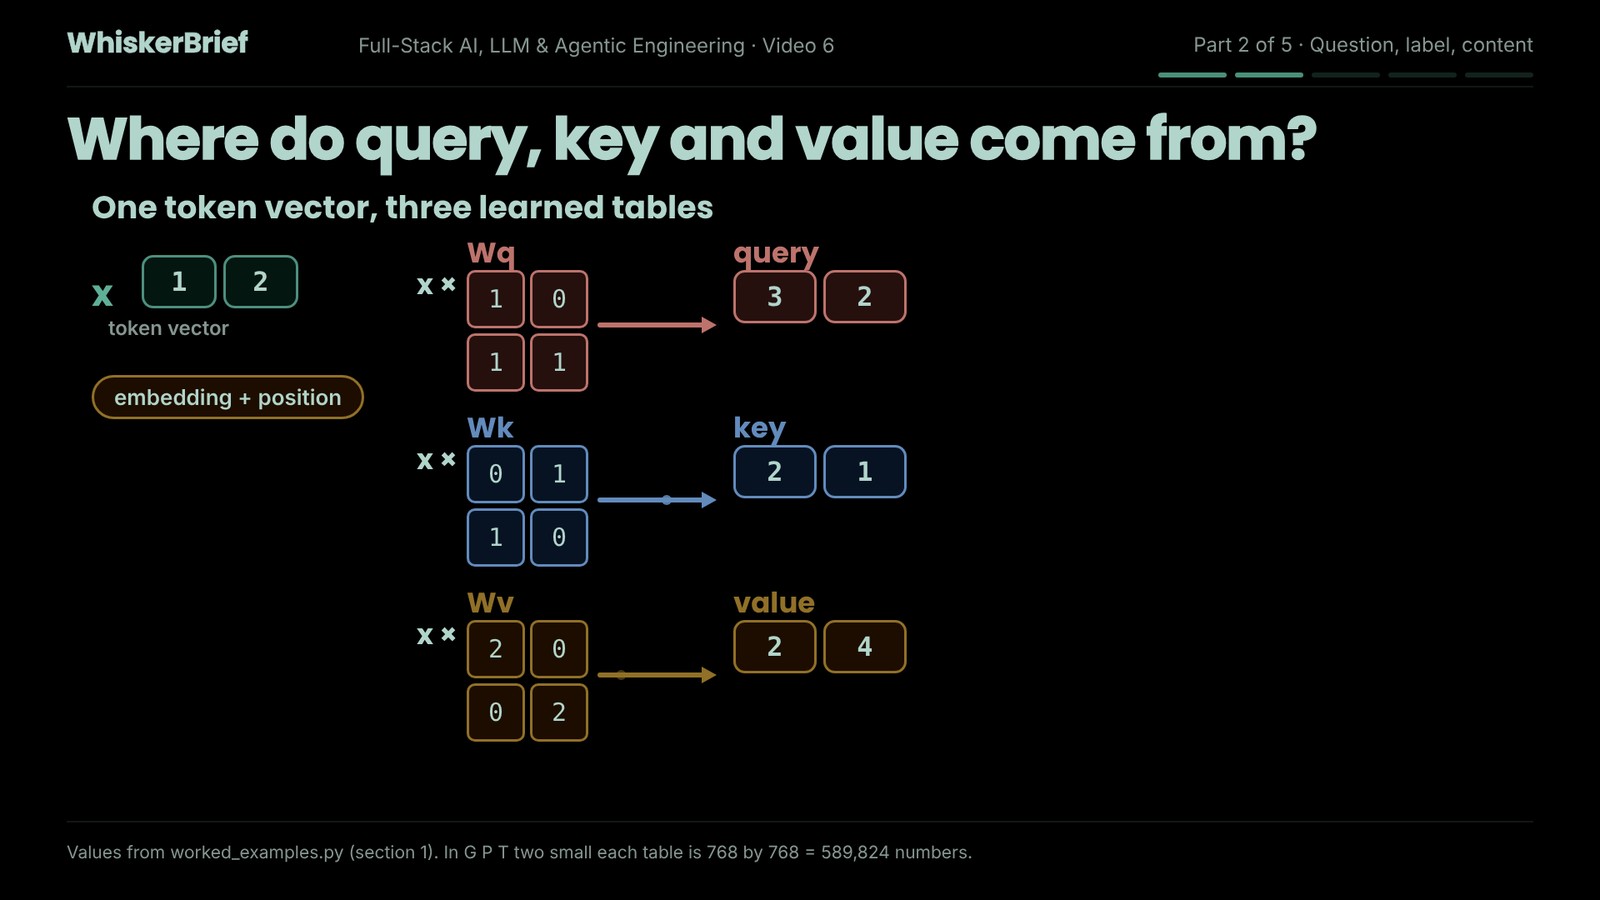 WhiskerBrief
Full-Stack AI, LLM & Agentic Engineering · Video 6
Part 2 of 5 · Question, label, content
Where do query, key and value come from?
One token vector, three learned tables
x 1 2
token vector
embedding + position
Wq
x ×
1 0
1 1
query
3 2
Wk
x ×
0 1
1 0
key
2 1
Wv
x ×
2 0
0 2
value
2 4
Values from worked_examples.py (section 1). In G P T two small each table is 768 by 768 = 589,824 numbers.